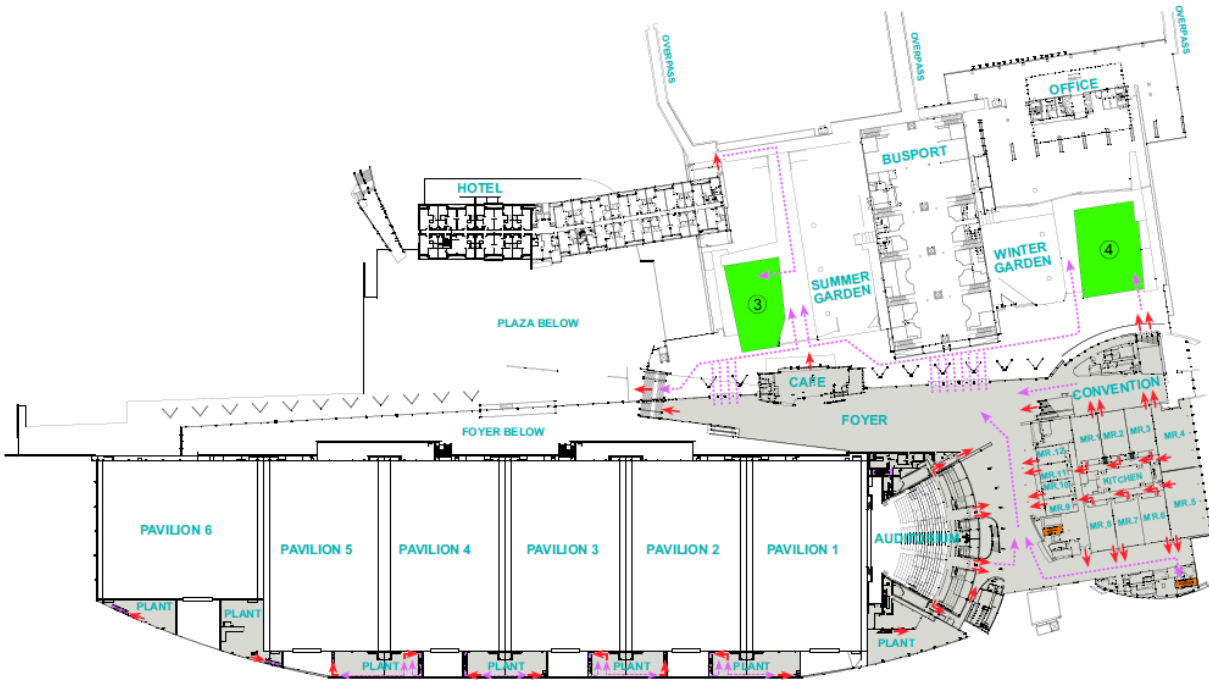 OVERPASS
OVERPASS
OVERPASS
OFFICE
BUSPORT
HOTEL
4
WINTER
GARDEN
SUMMER
GARDEN
3
PLAZA BELOW
CAFE
CONVENTION
FOYER
FOYER BELOW
MR.1
MR.2
MR.3
MR.4
MR.12
MR.11
MR.10
MR.9
KITCHEN
MR.5
MR.8
MR.7
MR.6
PAVILION 6
PAVILION 5
PAVILION 4
PAVILION 3
PAVILION 2
PAVILION 1
AUDITORIUM
PLANT
PLANT
PLANT
PLANT
PLANT
PLANT
PLANT